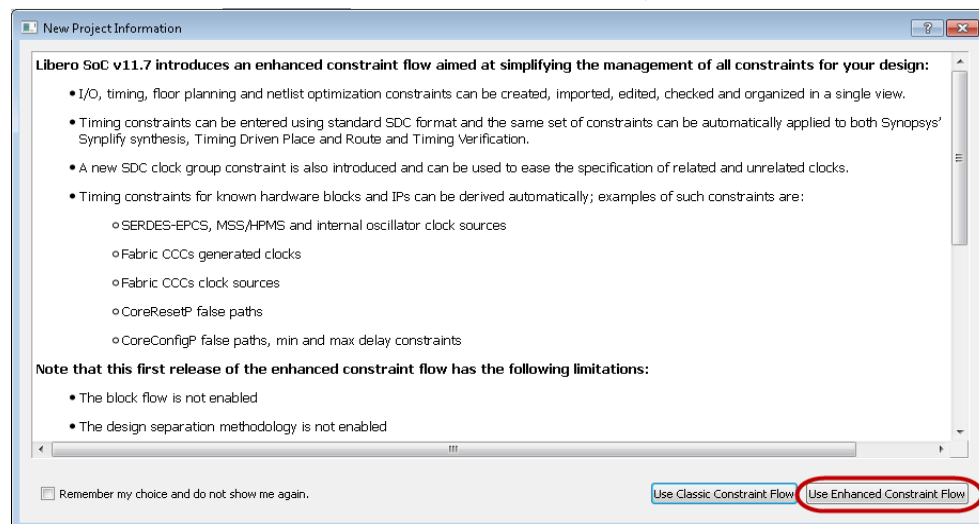 New Project Information
Libero SoC v11.7 introduces an enhanced constraint flow aimed at simplifying the management of all constraints for your design:
• I/O, timing, floor planning and netlist optimization constraints can be created, imported, edited, checked and organized in a single view.
• Timing constraints can be entered using standard SDC format and the same set of constraints can be automatically applied to both Synopsys'
Synplify synthesis, Timing Driven Place and Route and Timing Verification.
• A new SDC clock group constraint is also introduced and can be used to ease the specification of related and unrelated clocks.
• Timing constraints for known hardware blocks and IPs can be derived automatically; examples of such constraints are:
o SERDES-EPCS, MSS/HPMS and internal oscillator clock sources
o Fabric CCCs generated clocks
o Fabric CCCs clock sources
o CoreResetP false paths
o CoreConfigP false paths, min and max delay constraints
Note that this first release of the enhanced constraint flow has the following limitations:
• The block flow is not enabled
• The design separation methodology is not enabled
Remember my choice and do not show me again.
Use Classic Constraint Flow
Use Enhanced Constraint Flow